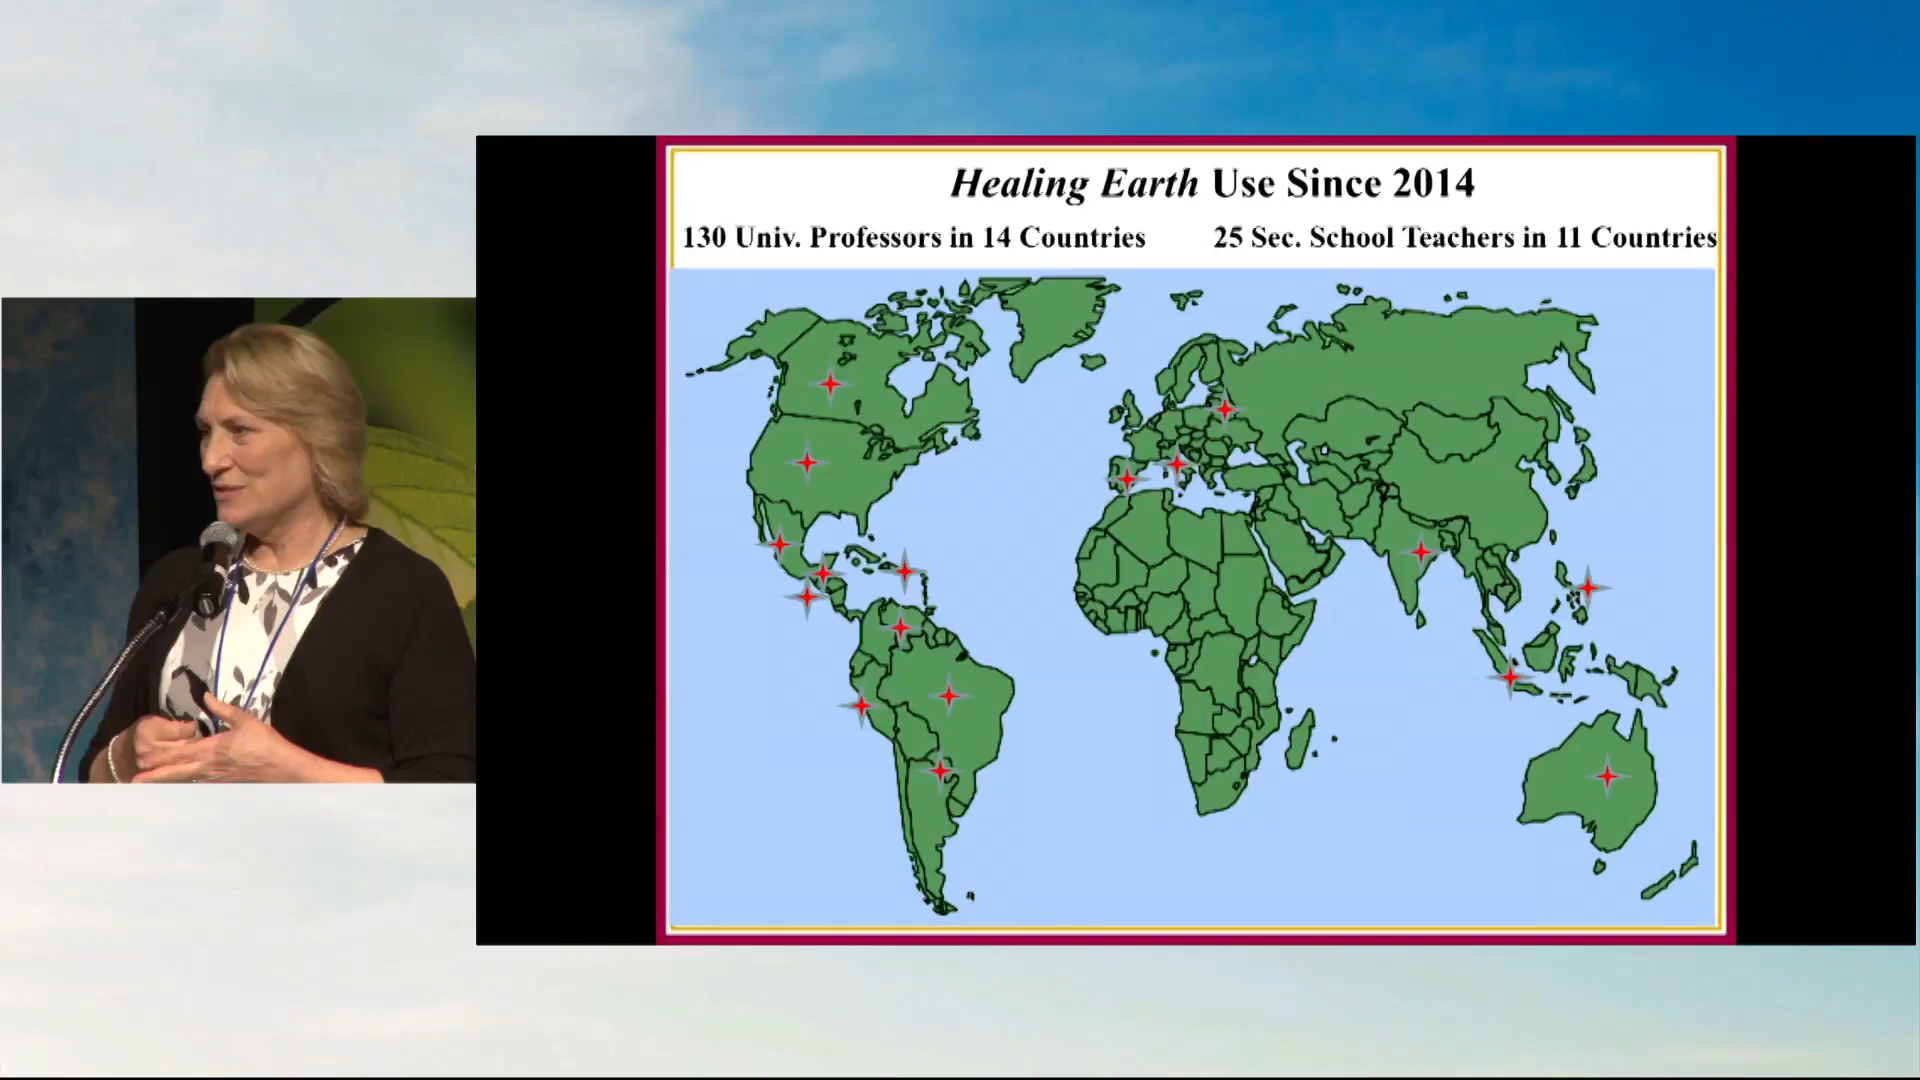 Healing Earth Use Since 2014
130 Univ. Professors in 14 Countries 25 Sec. School Teachers in 11 Countries